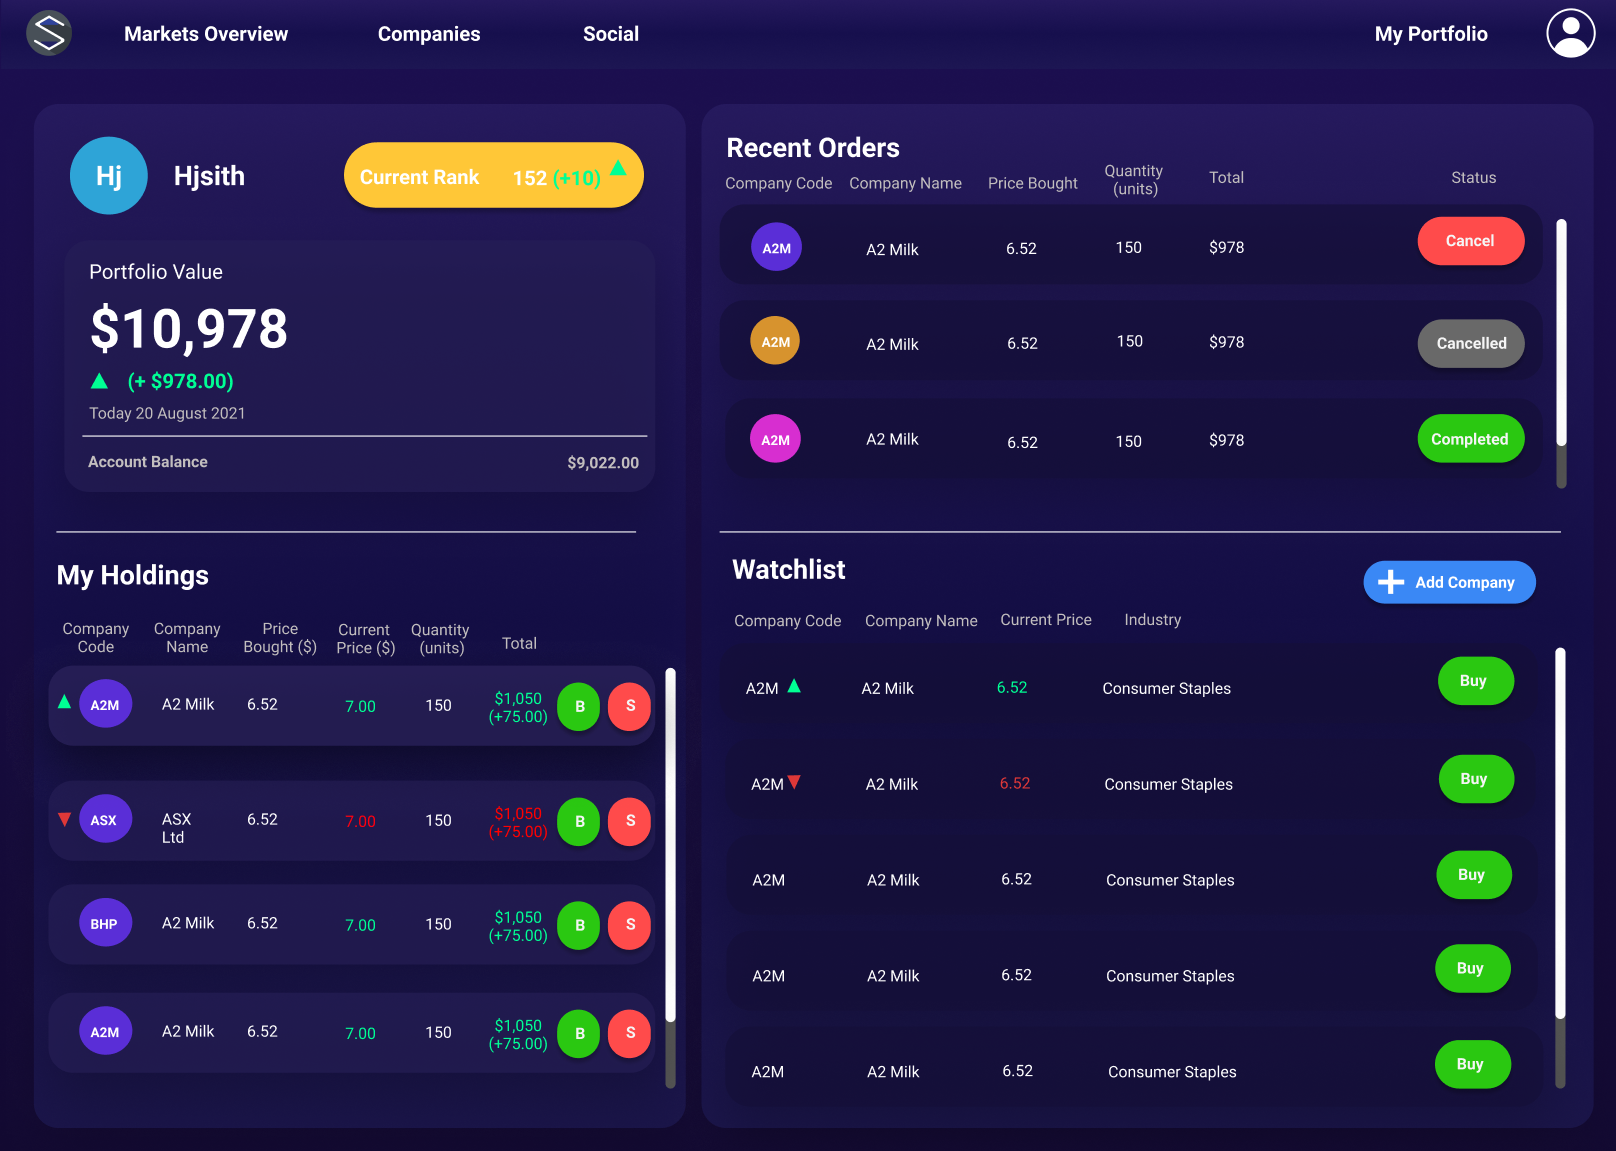 Markets Overview
Companies
Social
My Portfolio
Hj
Hjsith
Current Rank 152 (+10)
Portfolio Value
$10,978
(+ $978.00)
Today 20 August 2021
Account Balance $9,022.00
My Holdings
Company Code
Company Name
Price Bought ($)
Current Price ($)
Quantity (units)
Total
A2M A2 Milk 6.52 7.00 150 $1,050 (+75.00) B S
ASX ASX Ltd 6.52 7.00 150 $1,050 (+75.00) B S
BHP A2 Milk 6.52 7.00 150 $1,050 (+75.00) B S
A2M A2 Milk 6.52 7.00 150 $1,050 (+75.00) B S
Recent Orders
Company Code
Company Name
Price Bought
Quantity (units)
Total
Status
A2M A2 Milk 6.52 150 $978 Cancel
A2M A2 Milk 6.52 150 $978 Cancelled
A2M A2 Milk 6.52 150 $978 Completed
Watchlist
Add Company
Company Code
Company Name
Current Price
Industry
A2M A2 Milk 6.52 Consumer Staples Buy
A2M A2 Milk 6.52 Consumer Staples Buy
A2M A2 Milk 6.52 Consumer Staples Buy
A2M A2 Milk 6.52 Consumer Staples Buy
A2M A2 Milk 6.52 Consumer Staples Buy